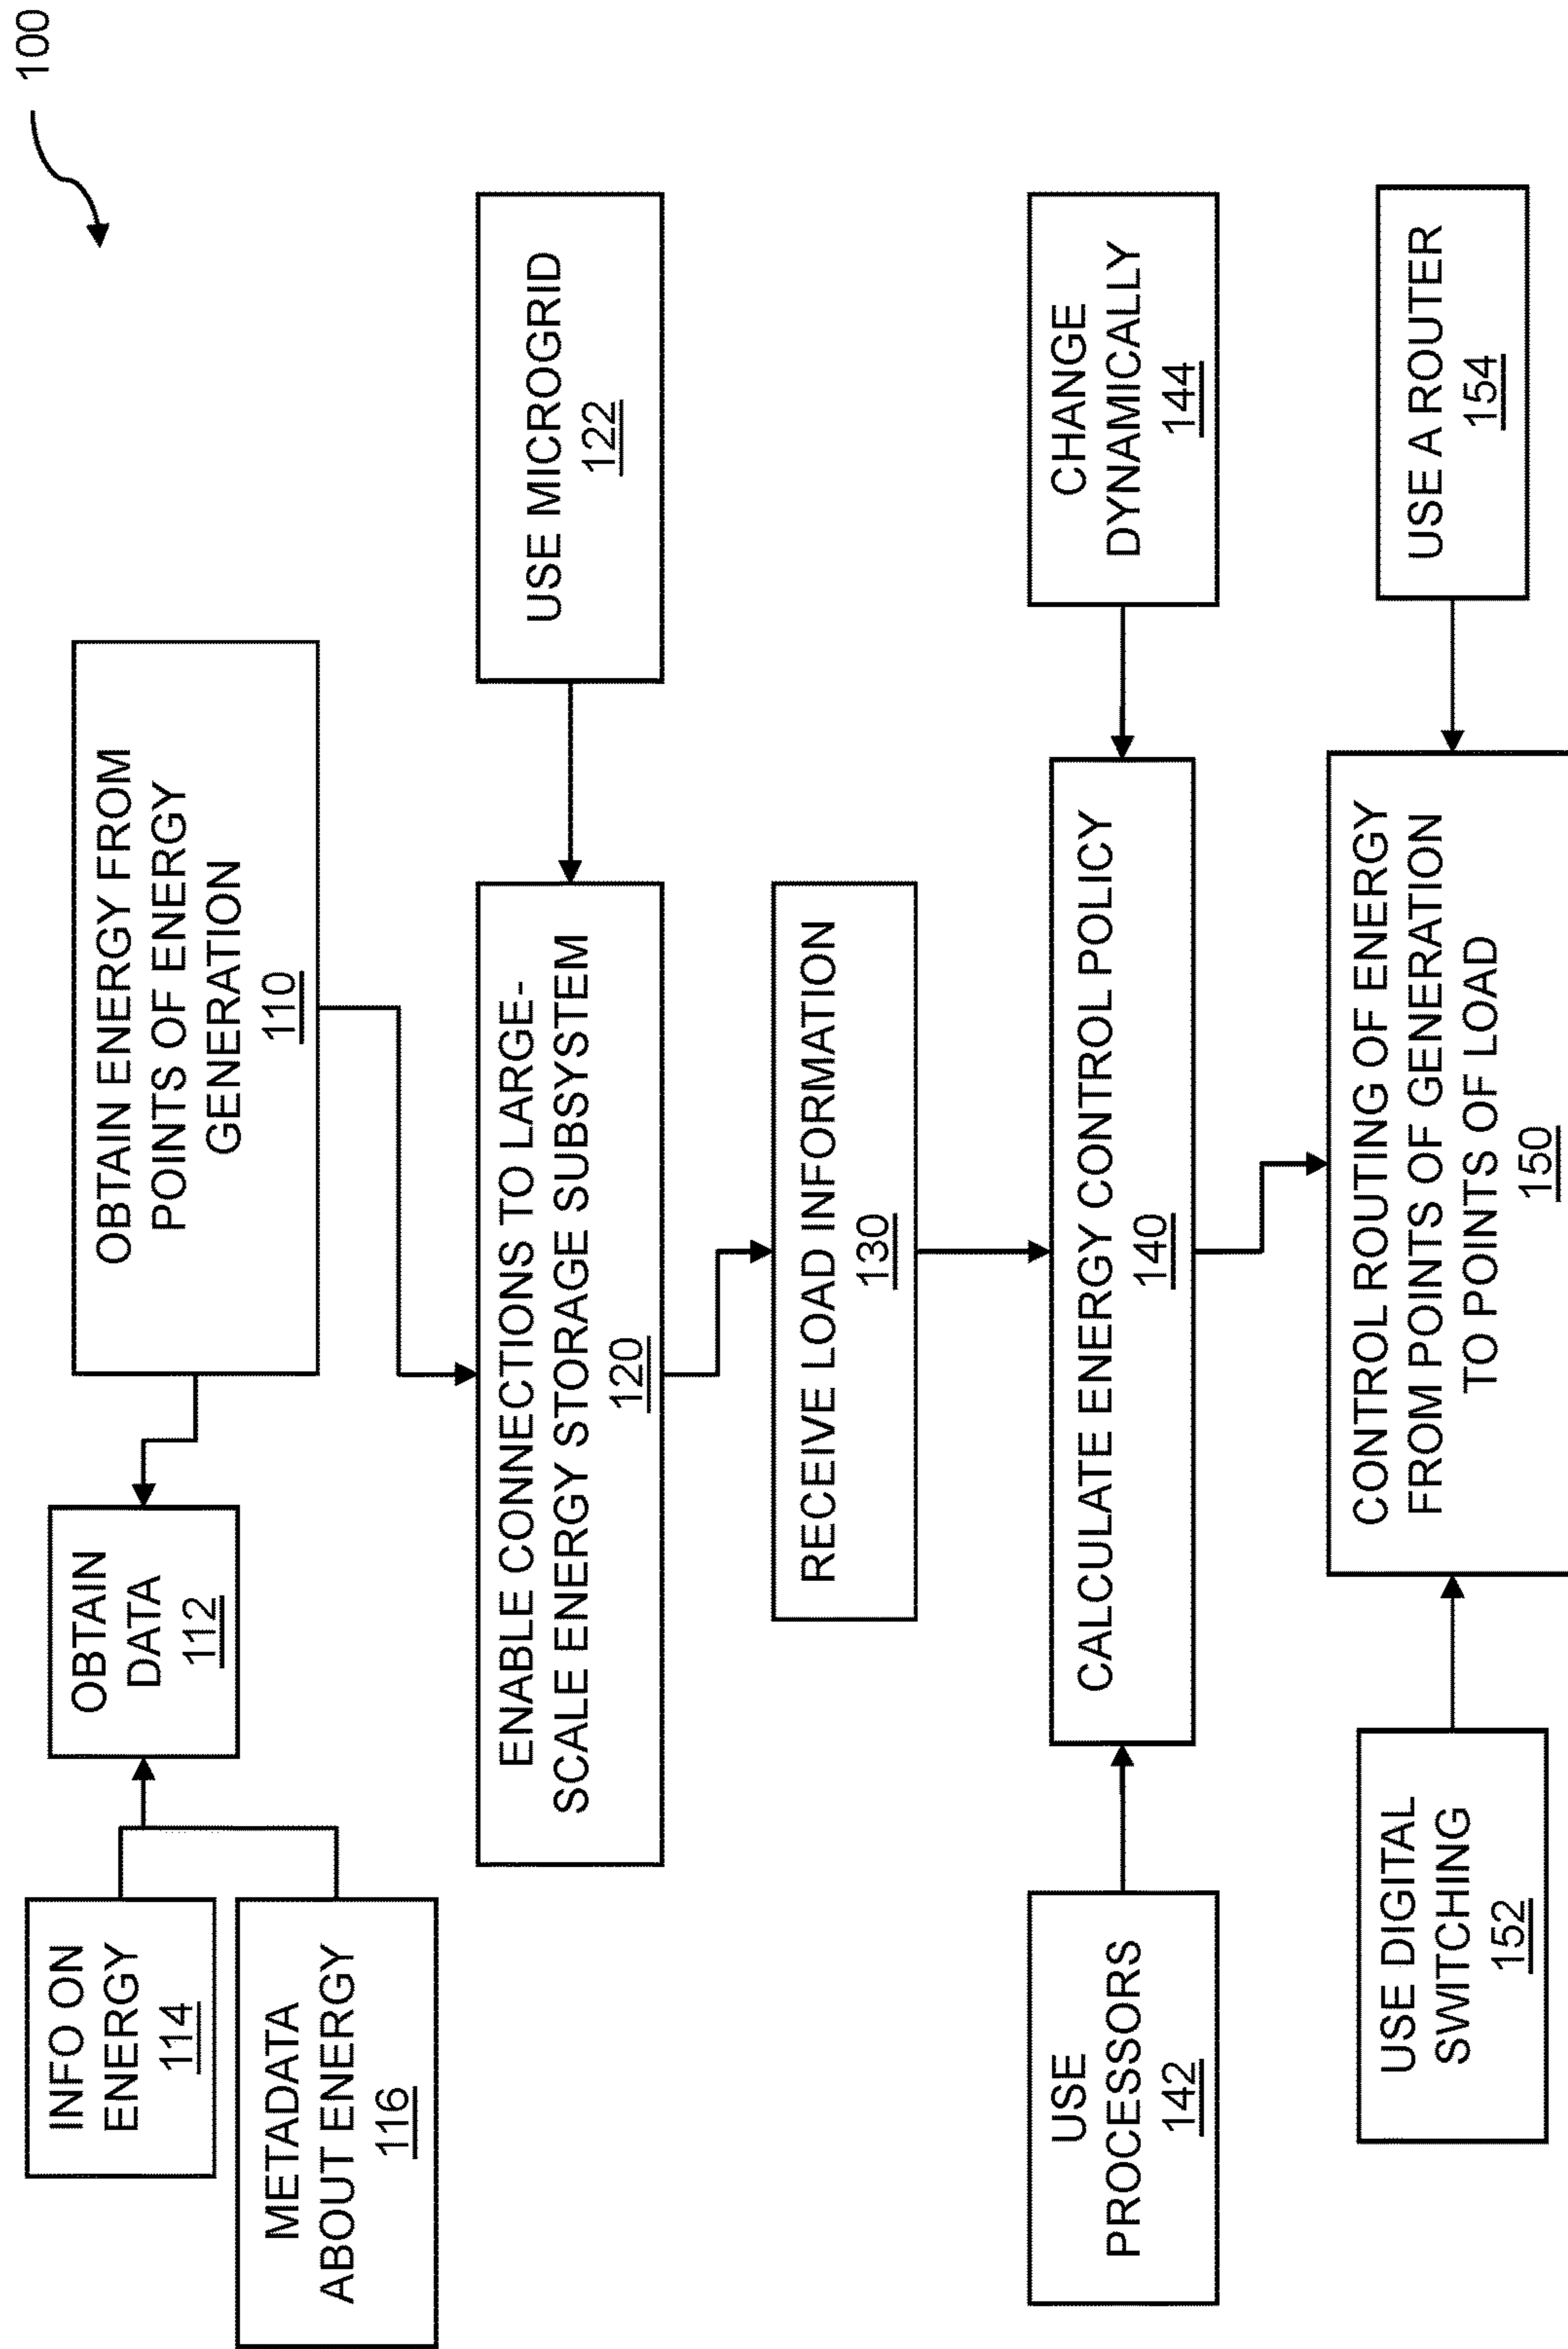 100
INFO ON
ENERGY
114
METADATA
ABOUT ENERGY
116
OBTAIN
DATA
112
OBTAIN ENERGY FROM
POINTS OF ENERGY
GENERATION
110
ENABLE CONNECTIONS TO LARGE-
SCALE ENERGY STORAGE SUBSYSTEM
120
USE MICROGRID
122
RECEIVE LOAD INFORMATION
130
USE
PROCESSORS
142
CALCULATE ENERGY CONTROL POLICY
140
CHANGE
DYNAMICALLY
144
USE DIGITAL
SWITCHING
152
CONTROL ROUTING OF ENERGY
FROM POINTS OF GENERATION
TO POINTS OF LOAD
150
USE A ROUTER
154